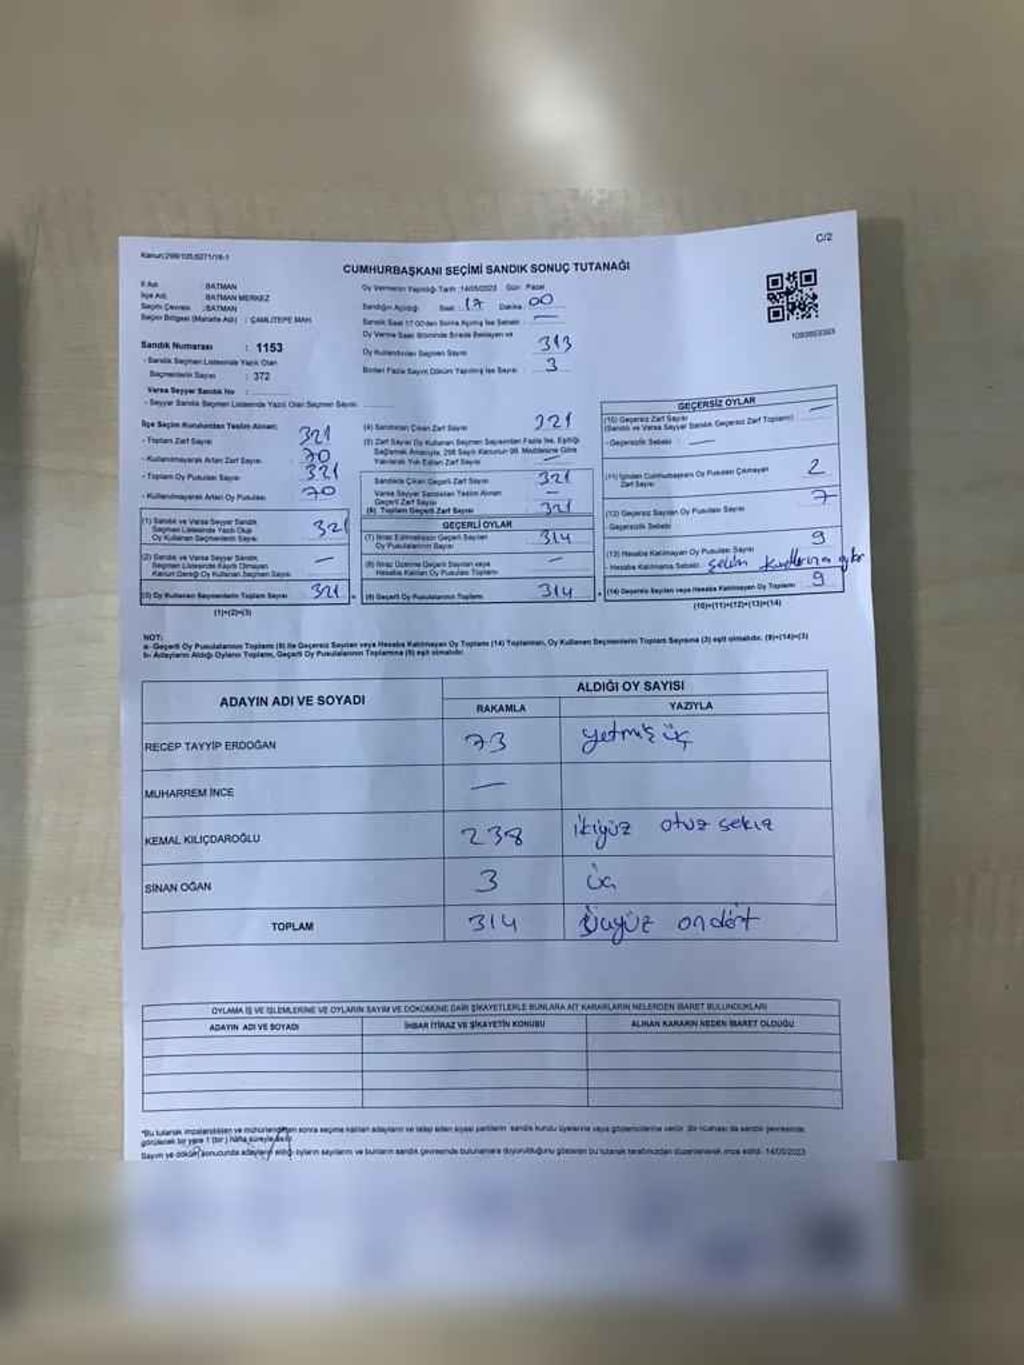 C/2
Kanun:298/105,6271/18-1
CUMHURBAŞKANI SEÇİMİ SANDIK SONUÇ TUTANAĞI
İl Adı : BATMAN
İlçe Adı : BATMAN MERKEZ
Seçim Çevresi : BATMAN
Seçim Bölgesi (Mahalle Adı) : ÇAMLITEPE MAH.
Sandık Numarası : 1153
- Sandık Seçmen Listesinde Yazılı Olan
Seçmenlerin Sayısı : 372
Varsa Seyyar Sandık No :
- Seyyar Sandık Seçmen Listesinde Yazılı Olan Seçmen Sayısı
Oy Vermenin Yapıldığı Tarih :14/05/2023 Gün : Pazar
Sandığın Açıldığı Saat : 17 Dakika : 00
Sandık Saat 17:00'den Sonra Açılmış İse Sebebi : —
Oy Verme Saati Bitiminde Sırada Bekleyen ve
Oy Kullandırılan Seçmen Sayısı 313
Birden Fazla Sayım Döküm Yapılmış İse Sayısı : 3
İlçe Seçim Kurulundan Teslim Alınan:
- Toplam Zarf Sayısı 321
- Kullanılmayarak Artan Zarf Sayısı 70
- Toplam Oy Pusulası Sayısı 321
- Kullanılmayarak Artan Oy Pusulası 70
(1) Sandık ve Varsa Seyyar Sandık
Seçmen Listesinde Yazılı Olup
Oy Kullanan Seçmenlerin Sayısı 321
(2) Sandık ve Varsa Seyyar Sandık
Seçmen Listesinde Kayıtlı Olmayan
Kanun Gereği Oy Kullanan Seçmen Sayısı —
(3) Oy Kullanan Seçmenlerin Toplam Sayısı 321
(1)+(2)=(3)
(4) Sandıktan Çıkan Zarf Sayısı 321
(5) Zarf Sayısı Oy Kullanan Seçmen Sayısından Fazla İse, Eşitliği
Sağlamak Amacıyla, 298 Sayılı Kanunun 98. Maddesine Göre
Yakılarak Yok Edilen Zarf Sayısı —
Sandıkta Çıkan Geçerli Zarf Sayısı 321
Varsa Seyyar Sandıktan Teslim Alınan
Geçerli Zarf Sayısı —
(6) Toplam Geçerli Zarf Sayısı 321
GEÇERLİ OYLAR
(7) İtiraz Edilmeksizin Geçerli Sayılan
Oy Pusulalarının Sayısı 314
(8) İtiraz Üzerine Geçerli Sayılan veya
Hesaba Katılan Oy Pusulası Toplamı —
(9) Geçerli Oy Pusulalarının Toplamı 314
GEÇERSİZ OYLAR
(10) Geçersiz Zarf Sayısı
(Sandık ve Varsa Seyyar Sandık Geçersiz Zarf Toplamı) —
- Geçersizlik Sebebi : —
(11) İçinden Cumhurbaşkanı Oy Pusulası Çıkmayan
Zarf Sayısı 2
(12) Geçersiz Sayılan Oy Pusulası Sayısı 7
- Geçersizlik Sebebi
(13) Hesaba Katılmayan Oy Pusulası Sayısı 9
- Hesaba Katılmama Sebebi : seçim
(14) Geçersiz Sayılan veya Hesaba Katılmayan Oy Toplamı 9
(10)+(11)+(12)+(13)=(14)
NOT:
a- Geçerli Oy Pusulalarının Toplamı (9) ile Geçersiz Sayılan veya Hesaba Katılmayan Oy Toplamı (14) Toplamları, Oy Kullanan Seçmenlerin Toplam Sayısına (3) eşit olmalıdır. (9)+(14)=(3)
b- Adayların Aldığı Oyların Toplamı, Geçerli Oy Pusulalarının Toplamına (9) eşit olmalıdır.
ADAYIN ADI VE SOYADI
ALDIĞI OY SAYISI
RAKAMLA YAZIYLA
RECEP TAYYİP ERDOĞAN 73 yetmiş üç
MUHARREM İNCE —
KEMAL KILIÇDAROĞLU 238 ikiyüz otuz sekiz
SİNAN OĞAN 3 üç
TOPLAM 314 üçyüz ondört
OYLAMA İŞ VE İŞLEMLERİNE VE OYLARIN SAYIM VE DÖKÜMÜNE DAİR ŞİKAYETLERLE BUNLARA AİT KARARLARIN NELERDEN İBARET BULUNDUKLARI
ADAYIN ADI VE SOYADI İHBAR İTİRAZ VE ŞİKAYETİN KONUSU ALINAN KARARIN NEDEN İBARET OLDUĞU
*Bu tutanak imzalandıktan ve mühürlendikten sonra seçime katılan adayların ve talep eden siyasi partilerin sandık kurulu üyelerine veya gözlemcilerine verilir. Bir nüshası da sandık çevresinde
görülecek bir yere 1 (bir) hafta süreyle asılır.
Sayım ve döküm sonucunda adayların aldığı oyların sayılarını ve bunların sandık çevresinde bulunanlara duyurulduğunu gösteren bu tutanak tarafımızdan düzenlenerek imza edildi. 14/05/2023